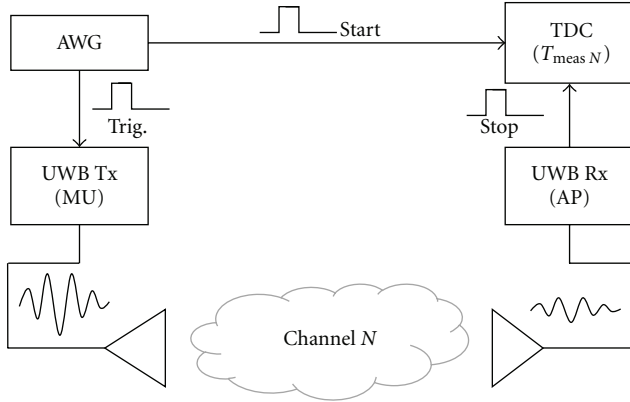 AWG
Start
TDC
(T_meas N)
Trig.
Stop
UWB Tx
(MU)
UWB Rx
(AP)
Channel N